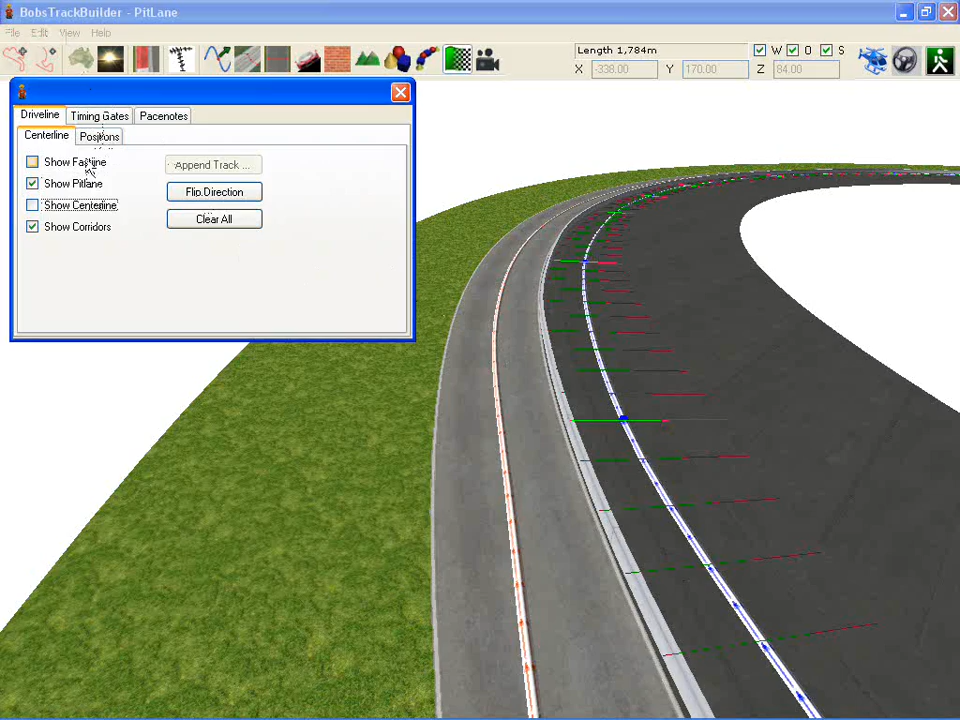 BobsTrackBuilder - PitLane
File Edit View Help
Length 1,784m W O S
X -338.00 Y 170.00 Z 84.00
Driveline Timing Gates Pacenotes
Centerline Positions
Show Fastline Append Track ...
Show Pitlane Flip Direction
Show Centerline Clear All
Show Corridors